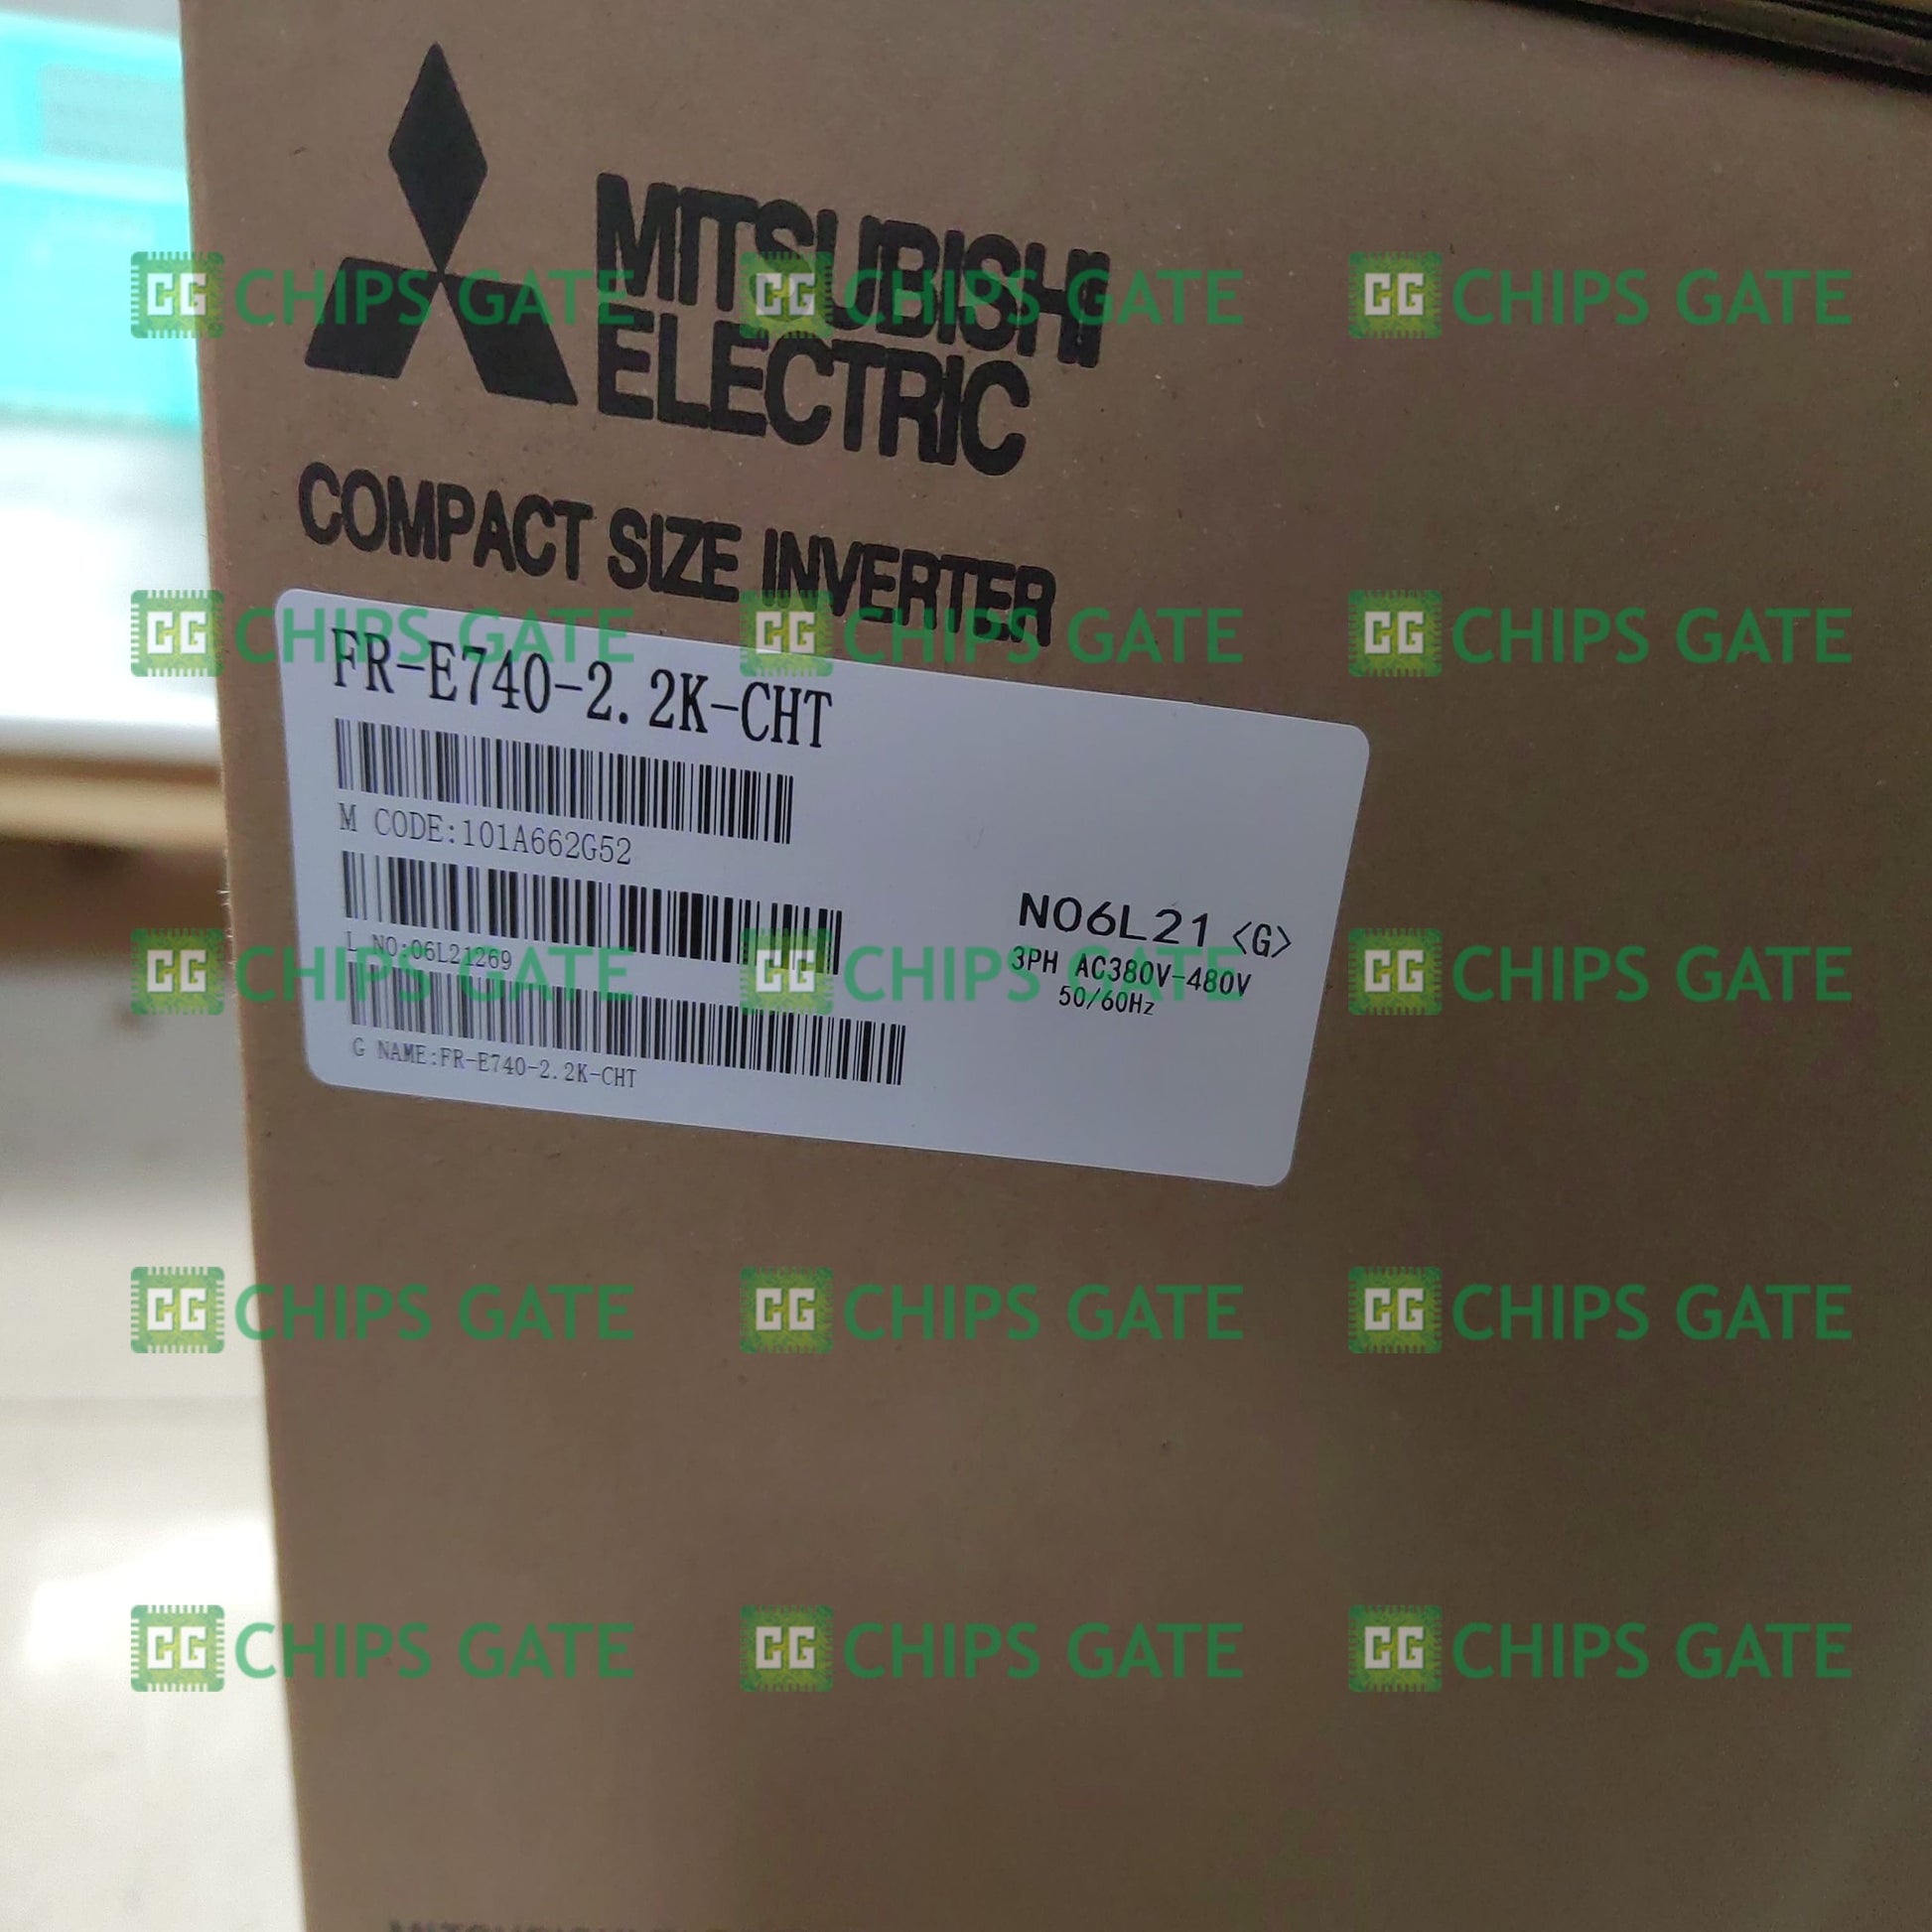 MITSUBISHI
ELECTRIC
COMPACT SIZE INVERTER
FR-E740-2.2K-CHT
M CODE:101A662G52
L NO:06L21269
G NAME:FR-E740-2.2K-CHT
N06L21 <G>
3PH AC380V-480V
50/60Hz
CG CHIPS GATE CG CHIPS GATE CG CHIPS GATE
CG CHIPS GATE CG CHIPS GATE CG CHIPS GATE
CG CHIPS GATE CG CHIPS GATE CG CHIPS GATE
CG CHIPS GATE CG CHIPS GATE CG CHIPS GATE
CG CHIPS GATE CG CHIPS GATE CG CHIPS GATE